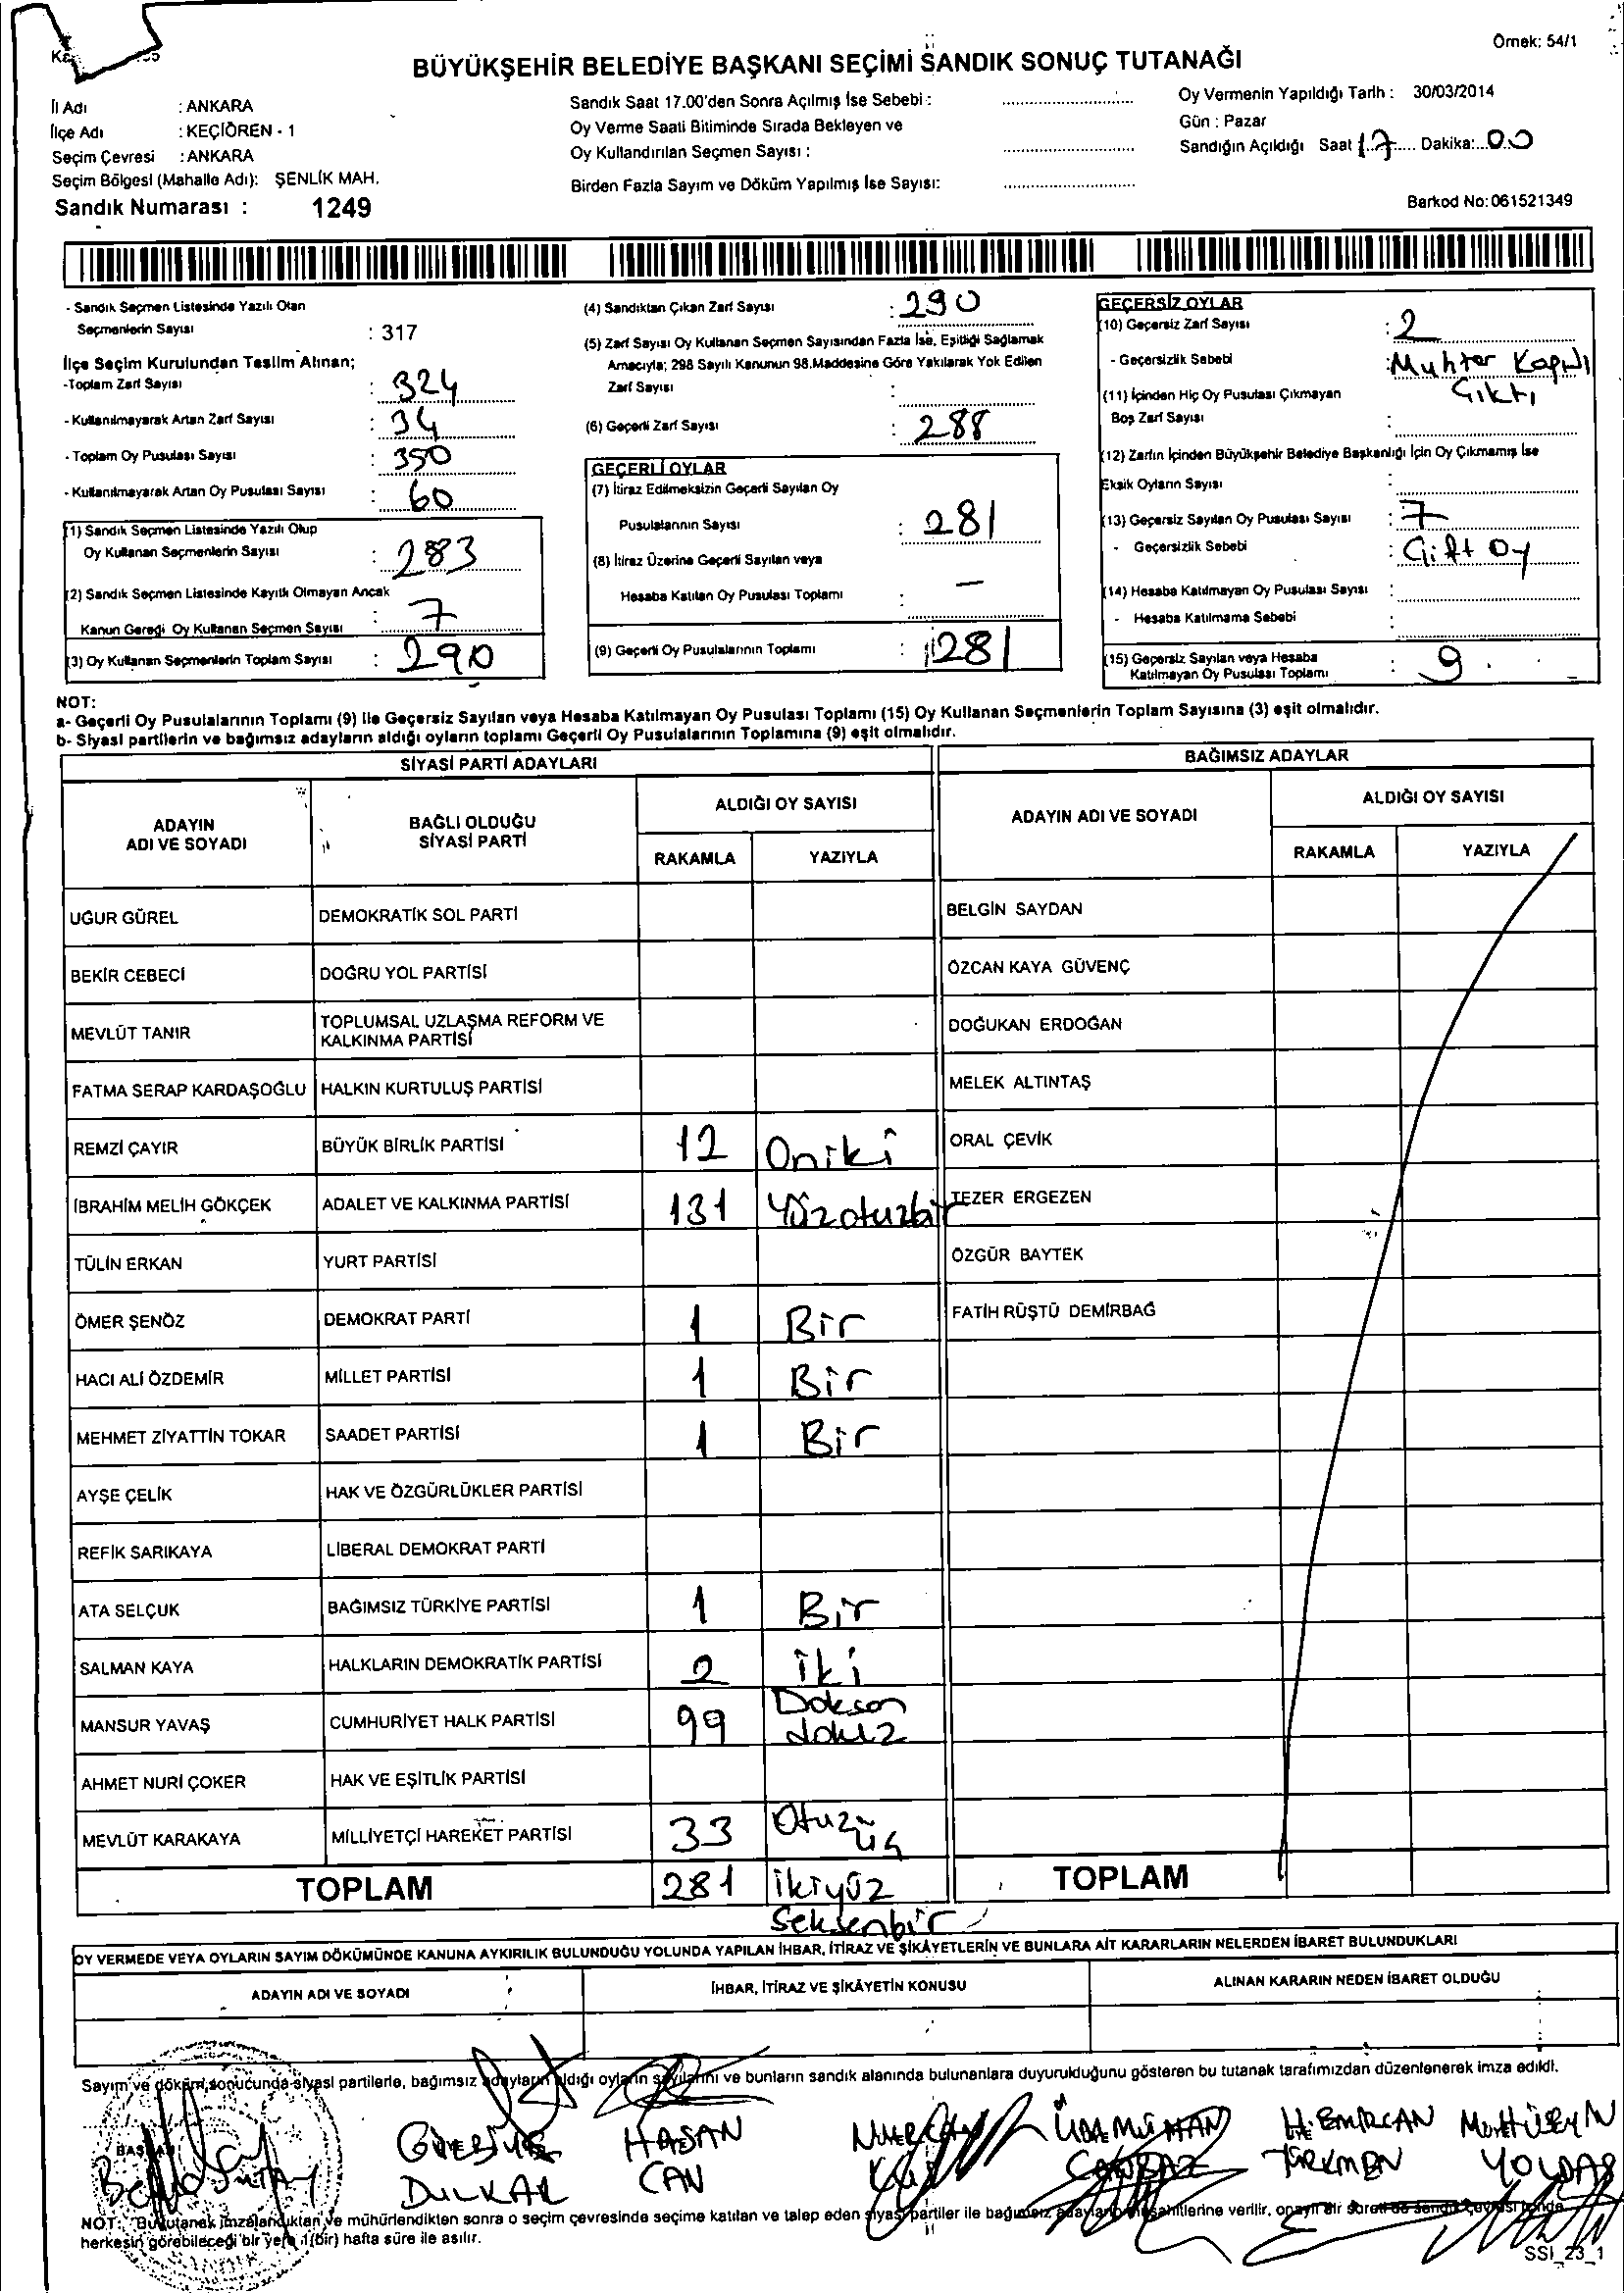 Örnek: 54/1
BÜYÜKŞEHİR BELEDİYE BAŞKANI SEÇİMİ SANDIK SONUÇ TUTANAĞI
İl Adı : ANKARA
İlçe Adı : KEÇİÖREN - 1
Seçim Çevresi : ANKARA
Seçim Bölgesi (Mahalle Adı): ŞENLİK MAH.
Sandık Numarası : 1249
Sandık Saat 17.00'den Sonra Açılmış İse Sebebi :
Oy Verme Saati Bitiminde Sırada Bekleyen ve
Oy Kullandırılan Seçmen Sayısı :
Birden Fazla Sayım ve Döküm Yapılmış İse Sayısı:
Oy Vermenin Yapıldığı Tarih : 30/03/2014
Gün : Pazar
Sandığın Açıldığı Saat 17 Dakika: 00
Barkod No: 061521349
- Sandık Seçmen Listesinde Yazılı Olan
Seçmenlerin Sayısı : 317
İlçe Seçim Kurulundan Teslim Alınan;
-Toplam Zarf Sayısı : 324
- Kullanılmayarak Artan Zarf Sayısı : 34
- Toplam Oy Pusulası Sayısı : 350
- Kullanılmayarak Artan Oy Pusulası Sayısı : 60
(1) Sandık Seçmen Listesinde Yazılı Olup
Oy Kullanan Seçmenlerin Sayısı : 283
(2) Sandık Seçmen Listesinde Kayıtlı Olmayan Ancak
Kanun Gereği Oy Kullanan Seçmen Sayısı : 7
(3) Oy Kullanan Seçmenlerin Toplam Sayısı : 290
(4) Sandıktan Çıkan Zarf Sayısı : 290
(5) Zarf Sayısı Oy Kullanan Seçmen Sayısından Fazla İse, Eşitliği Sağlamak
Amacıyla; 298 Sayılı Kanunun 98.Maddesine Göre Yakılarak Yok Edilen
Zarf Sayısı :
(6) Geçerli Zarf Sayısı : 288
GEÇERLİ OYLAR
(7) İtiraz Edilmeksizin Geçerli Sayılan Oy
Pusulalarının Sayısı : 281
(8) İtiraz Üzerine Geçerli Sayılan veya
Hesaba Katılan Oy Pusulası Toplamı : -
(9) Geçerli Oy Pusulalarının Toplamı : 281
GEÇERSİZ OYLAR
(10) Geçersiz Zarf Sayısı : 2
- Geçersizlik Sebebi : Muhtar Kapılı
Çıktı
(11) İçinden Hiç Oy Pusulası Çıkmayan
Boş Zarf Sayısı :
(12) Zarfın İçinden Büyükşehir Belediye Başkanlığı İçin Oy Çıkmamış İse
Eksik Oyların Sayısı :
(13) Geçersiz Sayılan Oy Pusulası Sayısı : 7
- Geçersizlik Sebebi : Çift Oy
(14) Hesaba Katılmayan Oy Pusulası Sayısı :
- Hesaba Katılmama Sebebi :
(15) Geçersiz Sayılan veya Hesaba
Katılmayan Oy Pusulası Toplamı : 9
NOT:
a- Geçerli Oy Pusulalarının Toplamı (9) ile Geçersiz Sayılan veya Hesaba Katılmayan Oy Pusulası Toplamı (15) Oy Kullanan Seçmenlerin Toplam Sayısına (3) eşit olmalıdır.
b- Siyasi partilerin ve bağımsız adayların aldığı oyların toplamı Geçerli Oy Pusulalarının Toplamına (9) eşit olmalıdır.
SİYASİ PARTİ ADAYLARI BAĞIMSIZ ADAYLAR
ADAYIN ADI VE SOYADI BAĞLI OLDUĞU SİYASİ PARTİ ALDIĞI OY SAYISI ADAYIN ADI VE SOYADI ALDIĞI OY SAYISI
RAKAMLA YAZIYLA RAKAMLA YAZIYLA
UĞUR GÜREL DEMOKRATİK SOL PARTİ BELGİN SAYDAN
BEKİR CEBECİ DOĞRU YOL PARTİSİ ÖZCAN KAYA GÜVENÇ
MEVLÜT TANIR TOPLUMSAL UZLAŞMA REFORM VE KALKINMA PARTİSİ DOĞUKAN ERDOĞAN
FATMA SERAP KARDAŞOĞLU HALKIN KURTULUŞ PARTİSİ MELEK ALTINTAŞ
REMZİ ÇAYIR BÜYÜK BİRLİK PARTİSİ 12 Oniki ORAL ÇEVİK
İBRAHİM MELİH GÖKÇEK ADALET VE KALKINMA PARTİSİ 131 Yüzotuzbir TEZER ERGEZEN
TÜLİN ERKAN YURT PARTİSİ ÖZGÜR BAYTEK
ÖMER ŞENÖZ DEMOKRAT PARTİ 1 Bir FATİH RÜŞTÜ DEMİRBAĞ
HACI ALİ ÖZDEMİR MİLLET PARTİSİ 1 Bir
MEHMET ZİYATTİN TOKAR SAADET PARTİSİ 1 Bir
AYŞE ÇELİK HAK VE ÖZGÜRLÜKLER PARTİSİ
REFİK SARIKAYA LİBERAL DEMOKRAT PARTİ
ATA SELÇUK BAĞIMSIZ TÜRKİYE PARTİSİ 1 Bir
SALMAN KAYA HALKLARIN DEMOKRATİK PARTİSİ 2 iki
MANSUR YAVAŞ CUMHURİYET HALK PARTİSİ 99 Doksan dokuz
AHMET NURİ ÇOKER HAK VE EŞİTLİK PARTİSİ
MEVLÜT KARAKAYA MİLLİYETÇİ HAREKET PARTİSİ 33 Otuz üç
TOPLAM 281 ikiyüz Seksenbir TOPLAM
OY VERMEDE VEYA OYLARIN SAYIM DÖKÜMÜNDE KANUNA AYKIRILIK BULUNDUĞU YOLUNDA YAPILAN İHBAR, İTİRAZ VE ŞİKÂYETLERİN VE BUNLARA AİT KARARLARIN NELERDEN İBARET BULUNDUKLARI
ADAYIN ADI VE SOYADI İHBAR, İTİRAZ VE ŞİKÂYETİN KONUSU ALINAN KARARIN NEDEN İBARET OLDUĞU
Sayım ve döküm sonucunda siyasi partilerle, bağımsız adayların aldığı oyların sayılarını ve bunların sandık alanında bulunanlara duyurulduğunu gösteren bu tutanak tarafımızdan düzenlenerek imza edildi.
HASAN H. EMİRCAN
CAN TÜRKMEN YOLDAŞ
NOT: Bu tutanak imzalandıktan ve mühürlendikten sonra o seçim çevresinde seçime katılan ve talep eden siyasi partiler ile bağımsız adayların müşahitlerine verilir, onaylı bir sureti de sandık çevresi içinde
herkesin görebileceği bir yere 1(bir) hafta süre ile asılır.
SSI_23_1